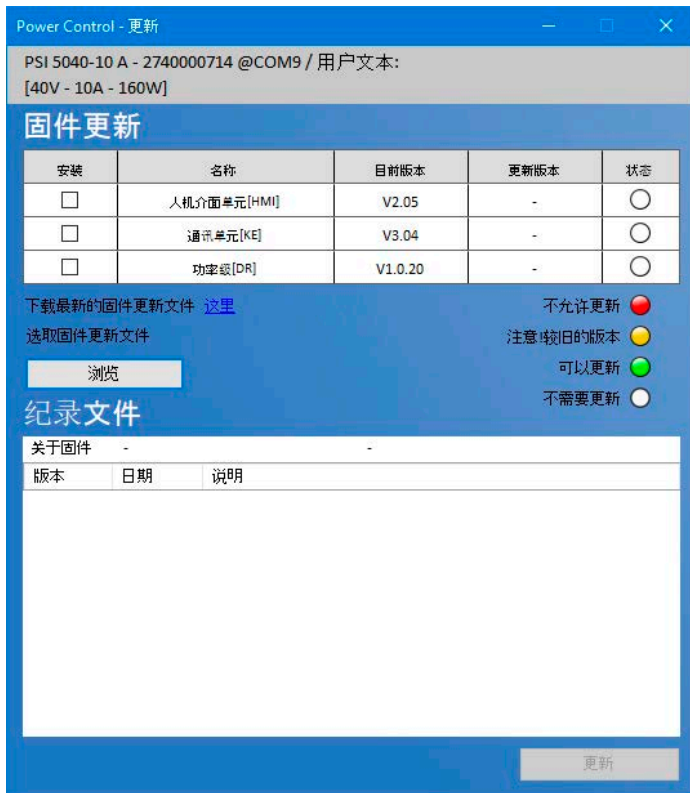 Power Control - 更新
PSI 5040-10 A - 2740000714 @COM9 / 用户文本:
[40V - 10A - 160W]
固件更新
安装 名称 目前版本 更新版本 状态
人机介面单元[HMI] V2.05 -
通讯单元[KE] V3.04 -
功率级[DR] V1.0.20 -
下载最新的固件更新文件 这里 不允许更新
选取固件更新文件 注意!较旧的版本
浏览 可以更新
不需要更新
纪录文件
关于固件 - -
版本 日期 说明
更新